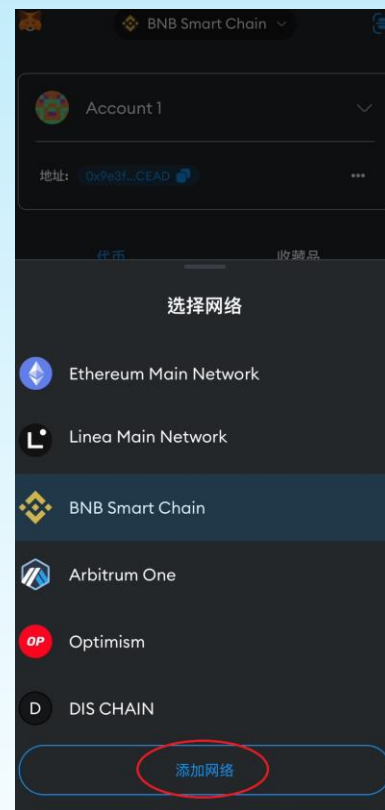 BNB Smart Chain
Account 1
地址: 0x9e3f...CEAD
代币 收藏品
选择网络
Ethereum Main Network
L
Linea Main Network
BNB Smart Chain
Arbitrum One
OP Optimism
D DIS CHAIN
添加网络